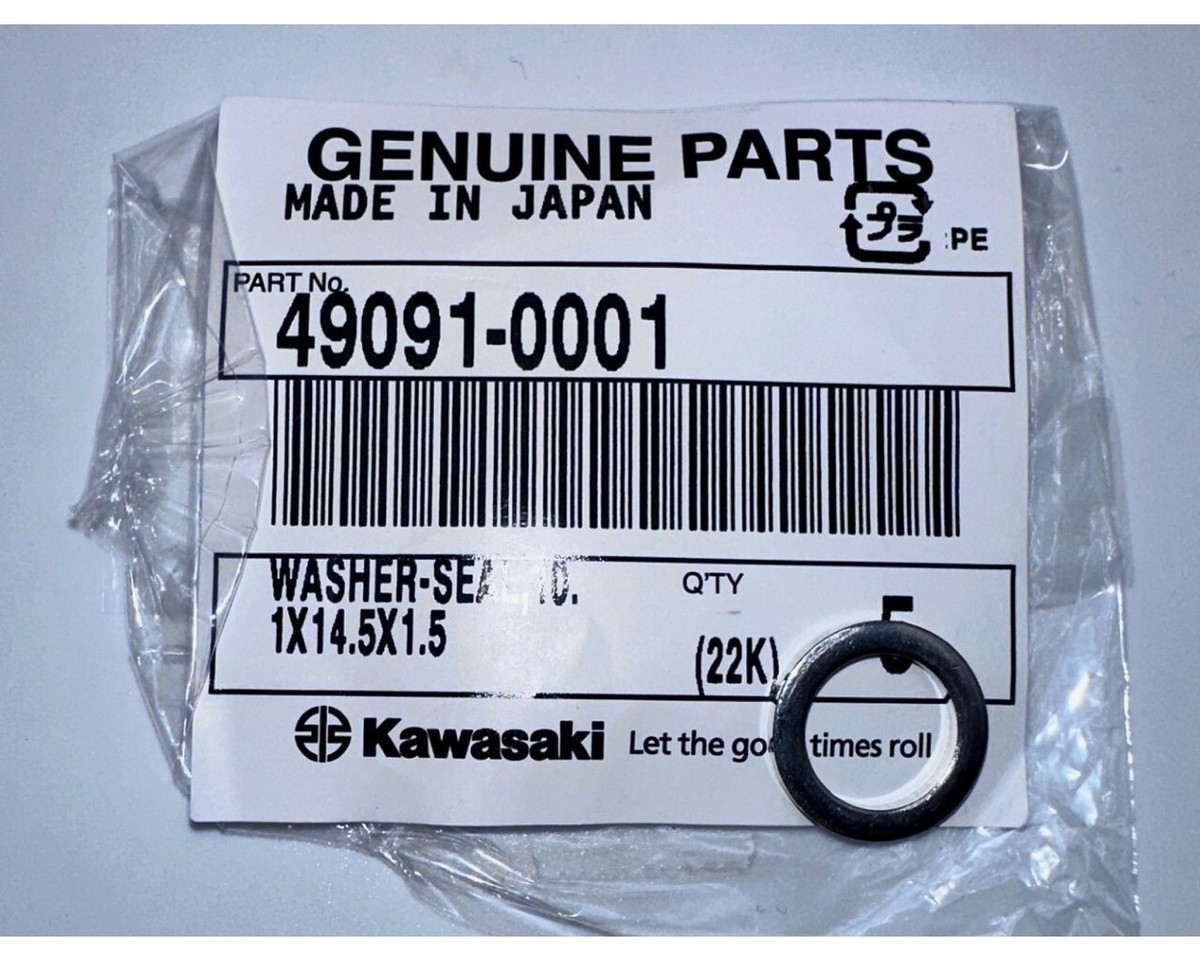 GENUINE PARTS
MADE IN JAPAN
プラ :PE
PART No.
49091-0001
WASHER-SEAL, 10.
1X14.5X1.5
Q'TY
5
(22K)
Kawasaki Let the good times roll